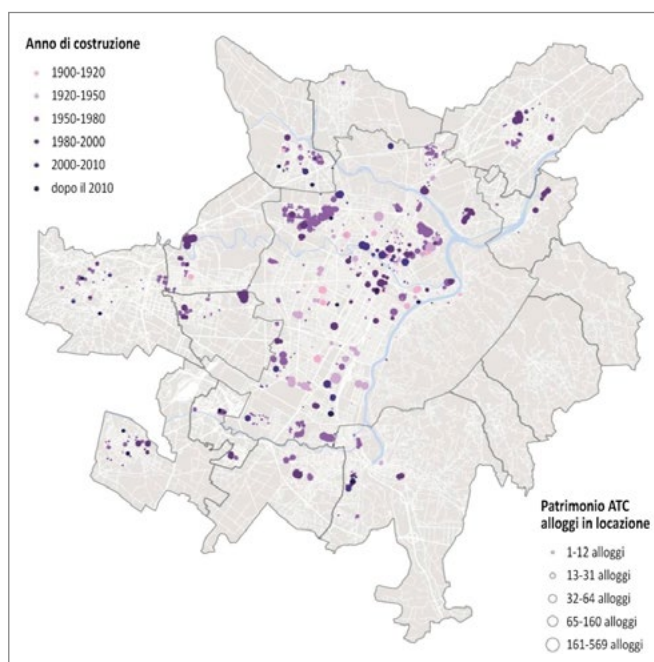 Anno di costruzione
1900-1920
1920-1950
1950-1980
1980-2000
2000-2010
dopo il 2010
Patrimonio ATC
alloggi in locazione
1-12 alloggi
13-31 alloggi
32-64 alloggi
65-160 alloggi
161-569 alloggi